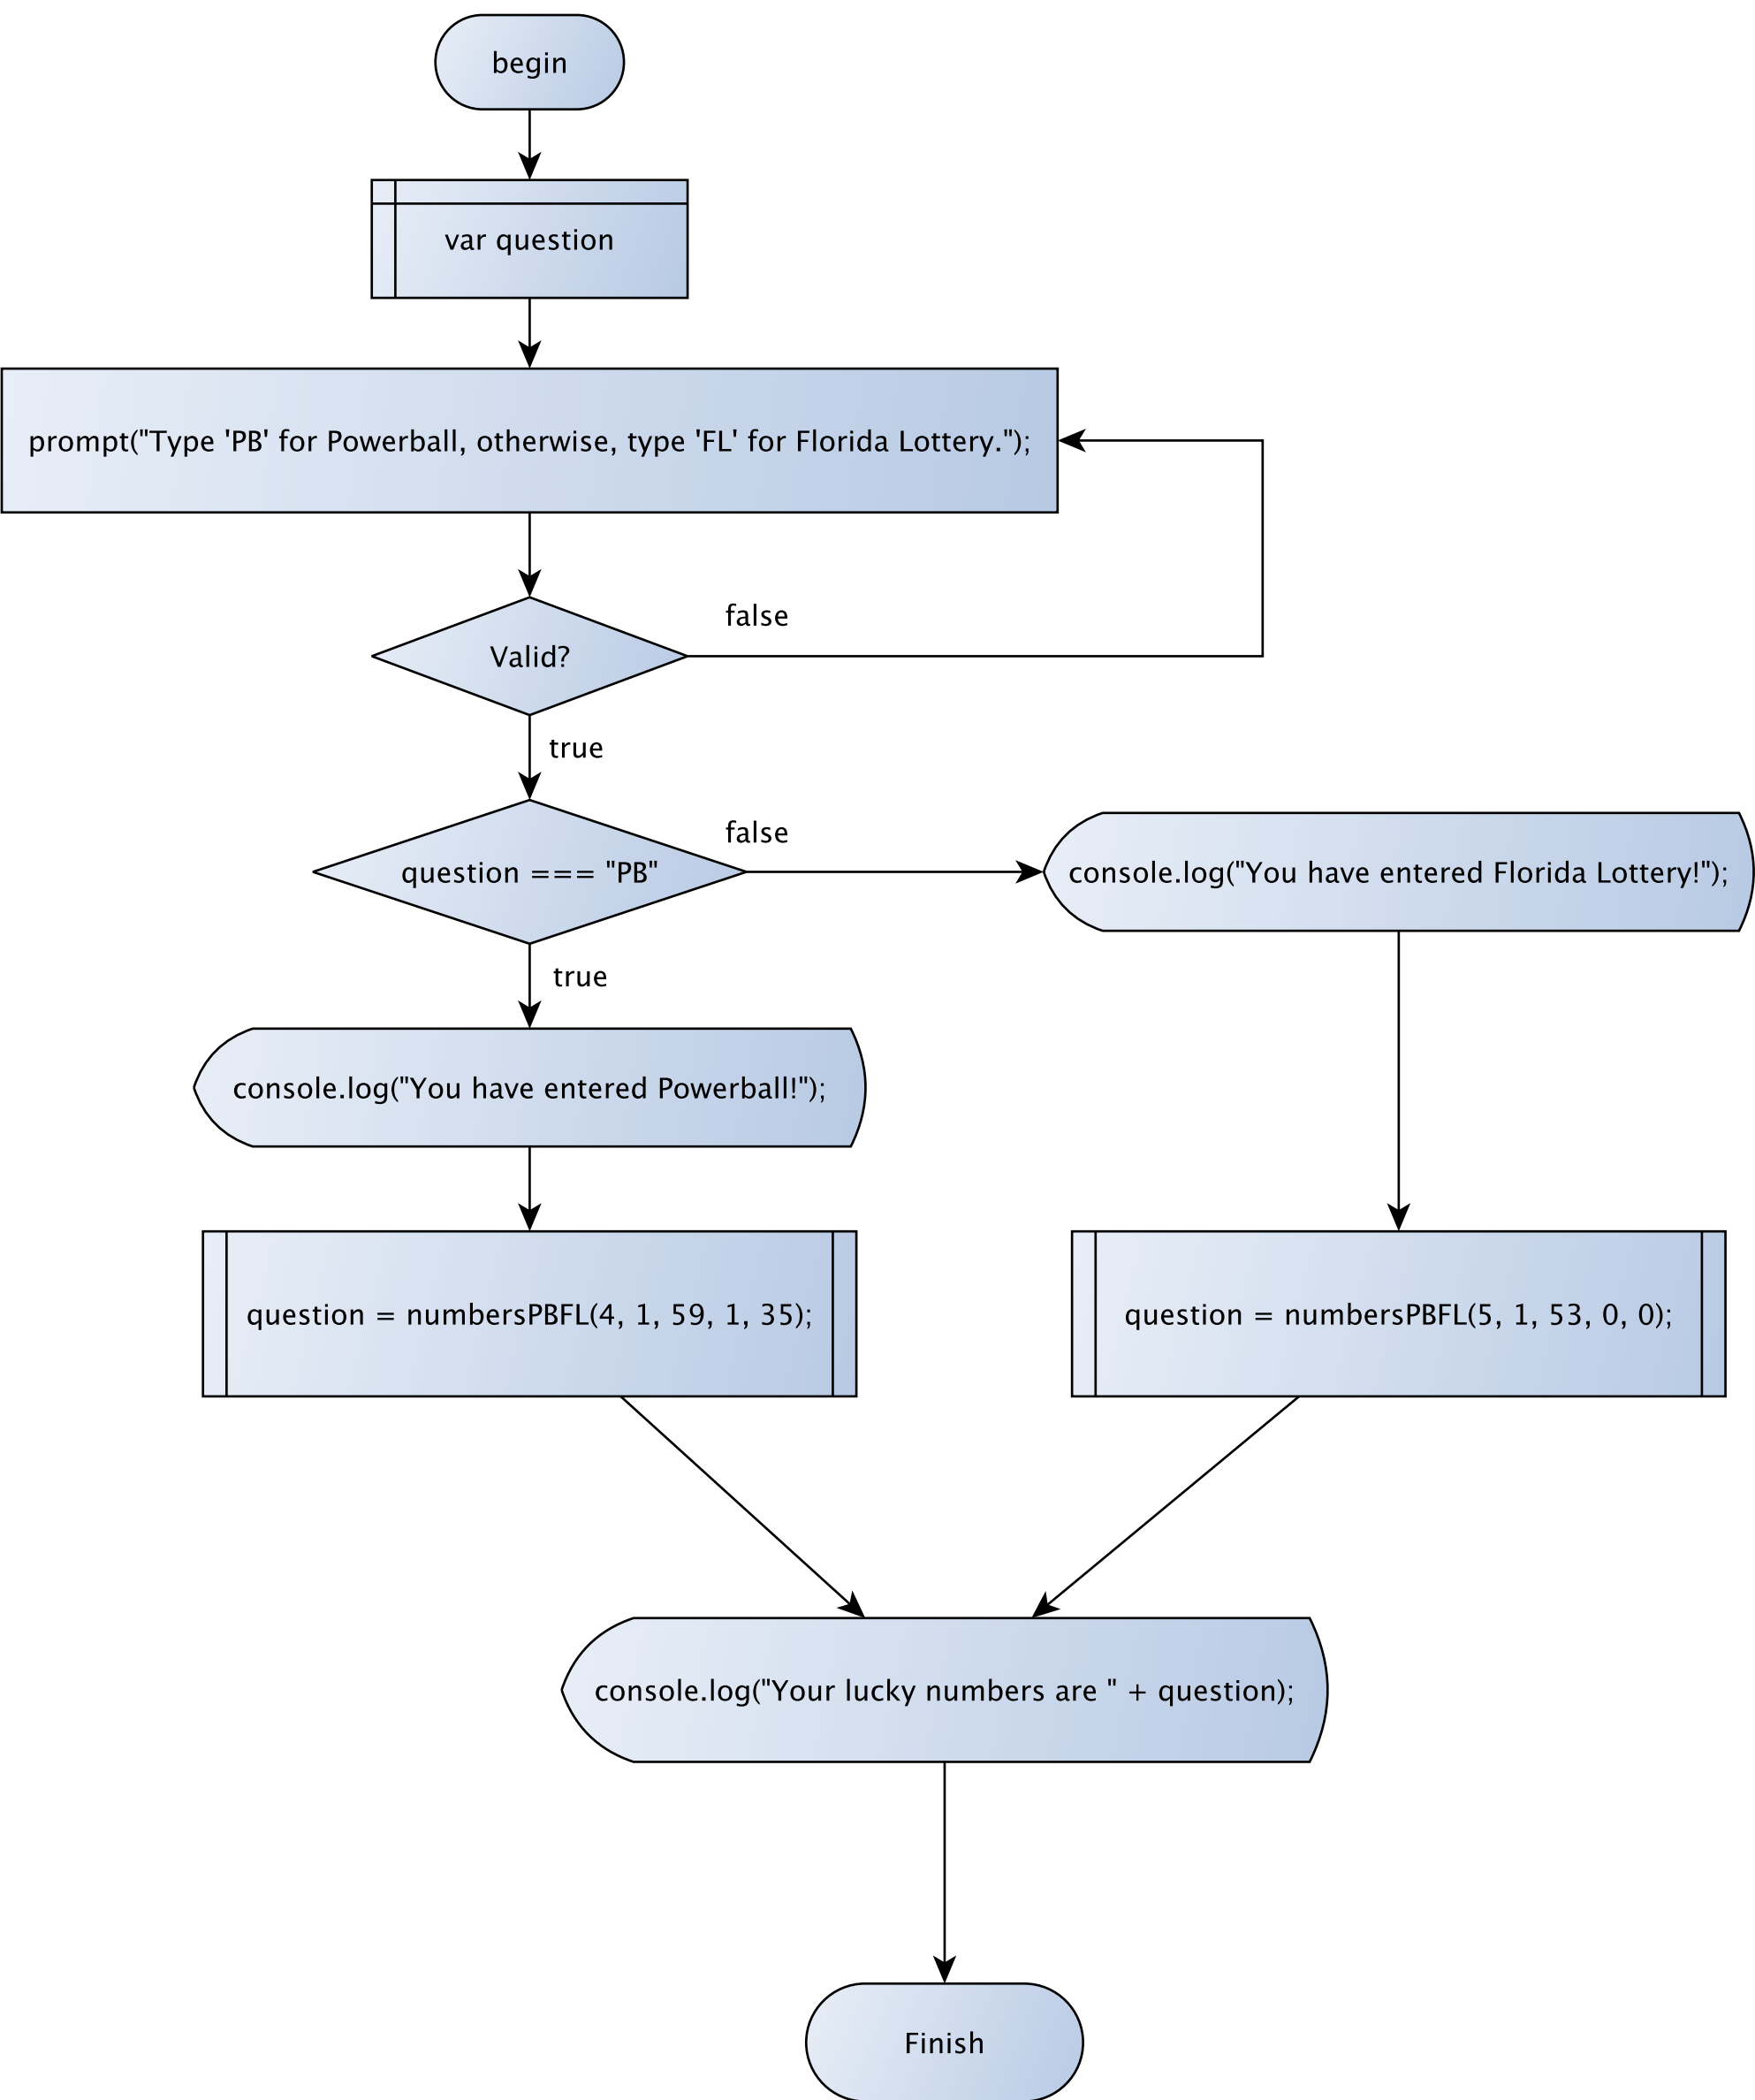 begin
var question
prompt("Type 'PB' for Powerball, otherwise, type 'FL' for Florida Lottery.");
Valid?
false
true
question === "PB"
false
console.log("You have entered Florida Lottery!");
true
console.log("You have entered Powerball!");
question = numbersPBFL(4, 1, 59, 1, 35);
question = numbersPBFL(5, 1, 53, 0, 0);
console.log("Your lucky numbers are " + question);
Finish